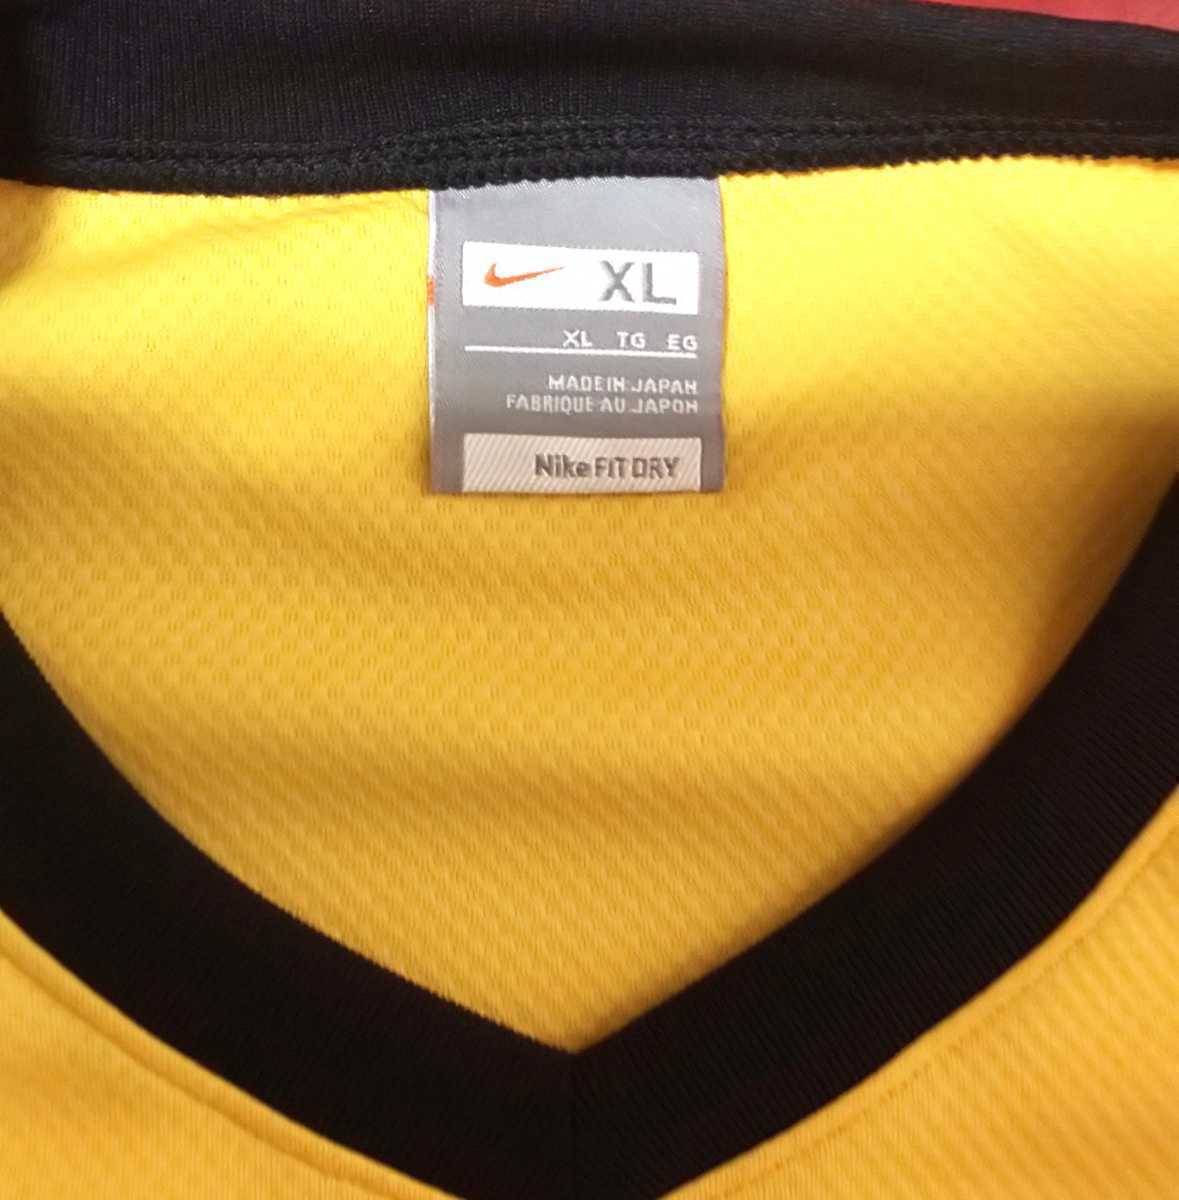 XL
XL TG EG
MADE IN JAPAN
FABRIQUE AU JAPON
Nike FIT DRY